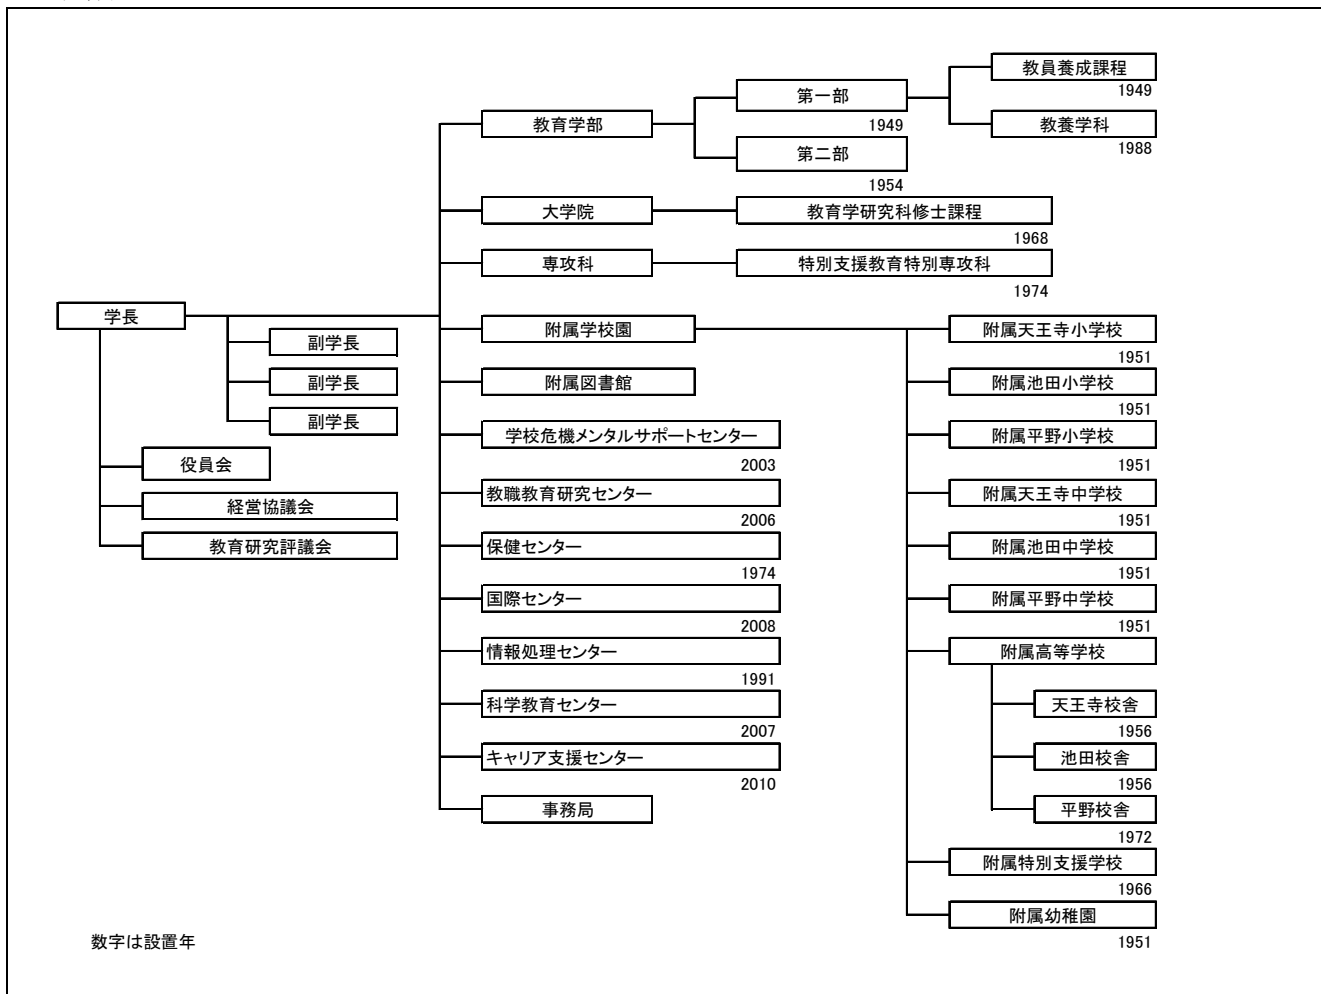 教員養成課程
1949
第一部
1949
教養学科
1988
教育学部
第二部
1954
大学院
教育学研究科修士課程
1968
専攻科
特別支援教育特別専攻科
1974
学長
副学長
副学長
副学長
役員会
経営協議会
教育研究評議会
附属学校園
附属図書館
学校危機メンタルサポートセンター
2003
教職教育研究センター
2006
保健センター
1974
国際センター
2008
情報処理センター
1991
科学教育センター
2007
キャリア支援センター
2010
事務局
附属天王寺小学校
1951
附属池田小学校
1951
附属平野小学校
1951
附属天王寺中学校
1951
附属池田中学校
1951
附属平野中学校
1951
附属高等学校
天王寺校舎
1956
池田校舎
1956
平野校舎
1972
附属特別支援学校
1966
附属幼稚園
1951
数字は設置年